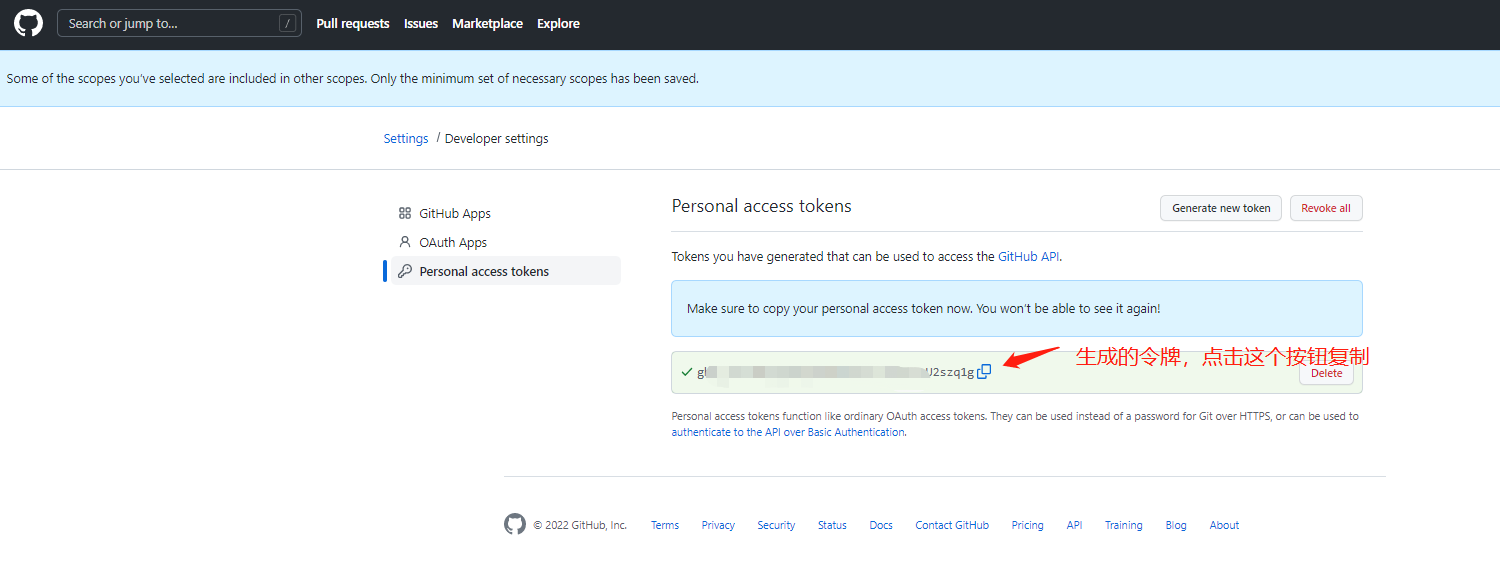 Search or jump to... /
Pull requests Issues Marketplace Explore
Some of the scopes you've selected are included in other scopes. Only the minimum set of necessary scopes has been saved.
Settings / Developer settings
GitHub Apps
OAuth Apps
Personal access tokens
Personal access tokens
Generate new token Revoke all
Tokens you have generated that can be used to access the GitHub API.
Make sure to copy your personal access token now. You won't be able to see it again!
生成的令牌，点击这个按钮复制
Delete
Personal access tokens function like ordinary OAuth access tokens. They can be used instead of a password for Git over HTTPS, or can be used to
authenticate to the API over Basic Authentication.
© 2022 GitHub, Inc. Terms Privacy Security Status Docs Contact GitHub Pricing API Training Blog About